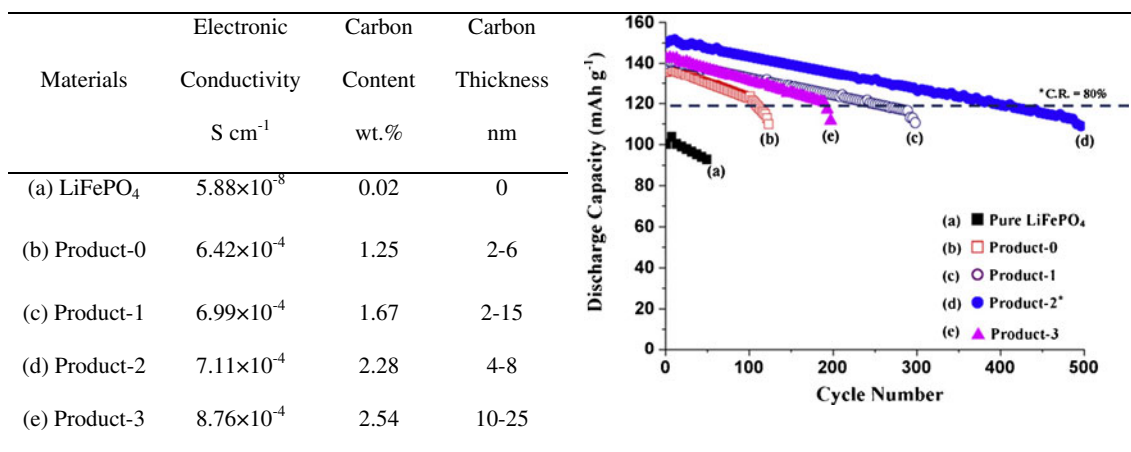 Electronic Carbon Carbon
Materials Conductivity Content Thickness
S cm⁻¹ wt.% nm
(a) LiFePO₄ 5.88×10⁻⁸ 0.02 0
(b) Product-0 6.42×10⁻⁴ 1.25 2-6
(c) Product-1 6.99×10⁻⁴ 1.67 2-15
(d) Product-2 7.11×10⁻⁴ 2.28 4-8
(e) Product-3 8.76×10⁻⁴ 2.54 10-25
Discharge Capacity (mAh g⁻¹)
160
140
120
100
80
60
40
20
0
*C.R. = 80%
(b)
(e)
(c)
(d)
(a)
(a) Pure LiFePO₄
(b) Product-0
(c) Product-1
(d) Product-2*
(e) Product-3
0 100 200 300 400 500
Cycle Number